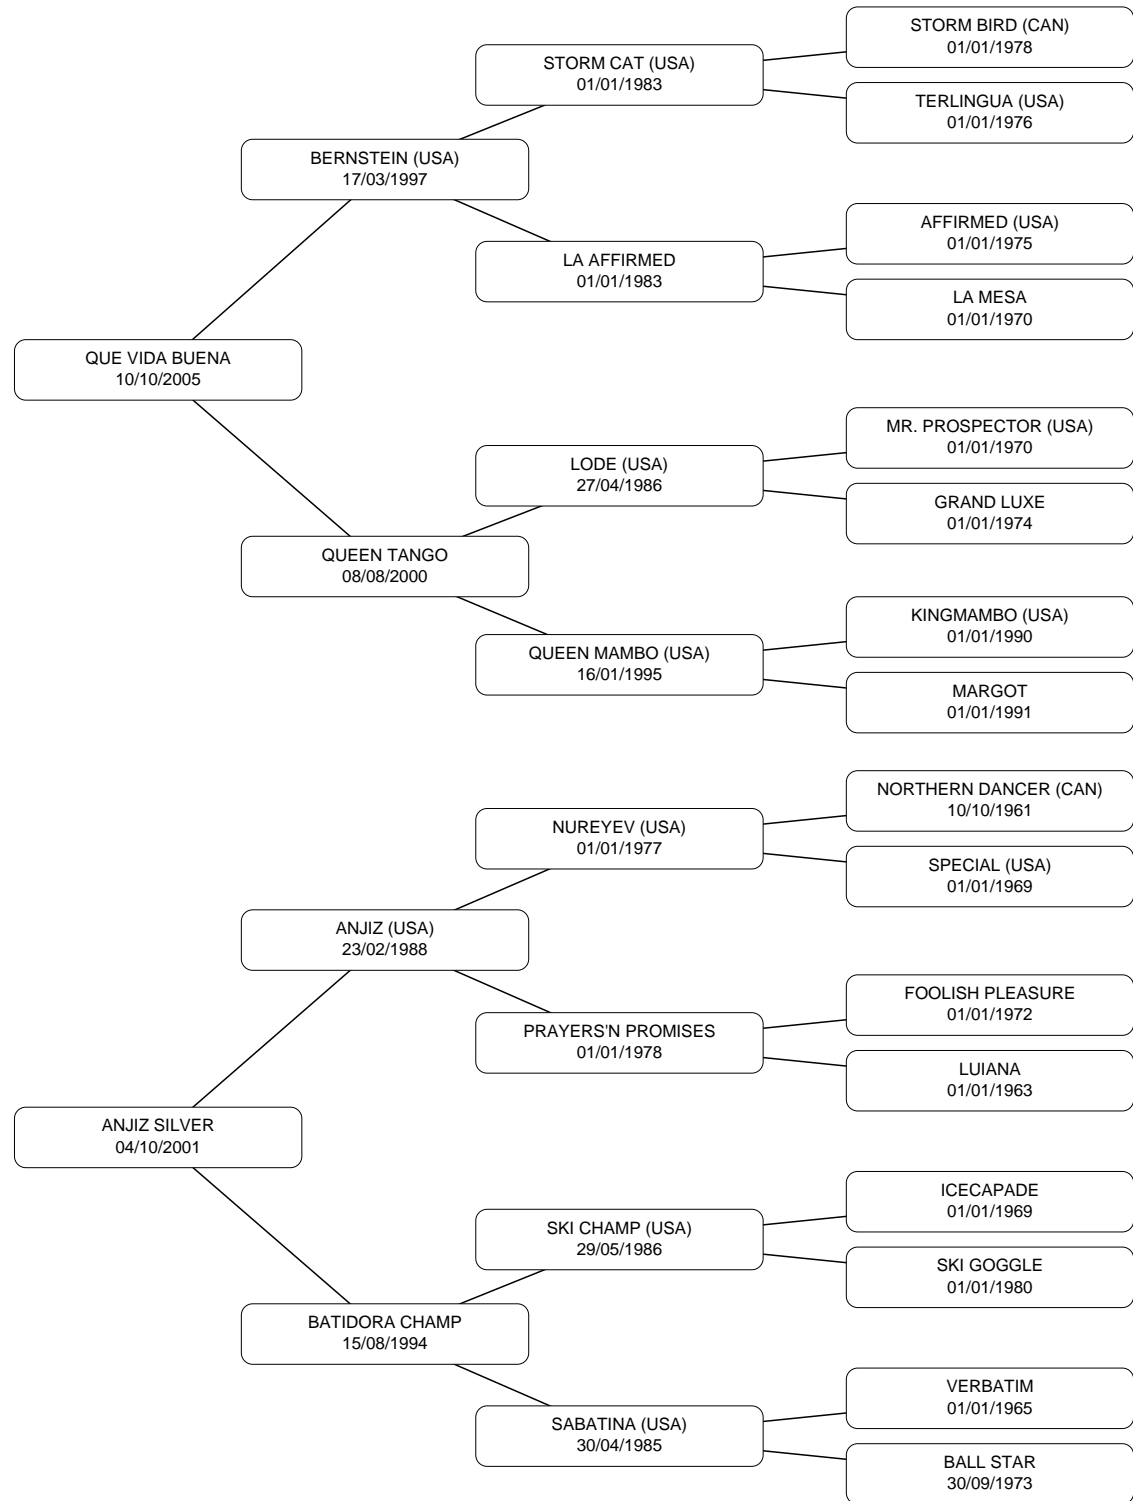 STORM BIRD (CAN)
01/01/1978
STORM CAT (USA)
01/01/1983
TERLINGUA (USA)
01/01/1976
BERNSTEIN (USA)
17/03/1997
AFFIRMED (USA)
01/01/1975
LA AFFIRMED
01/01/1983
LA MESA
01/01/1970
QUE VIDA BUENA
10/10/2005
MR. PROSPECTOR (USA)
01/01/1970
LODE (USA)
27/04/1986
GRAND LUXE
01/01/1974
QUEEN TANGO
08/08/2000
KINGMAMBO (USA)
01/01/1990
QUEEN MAMBO (USA)
16/01/1995
MARGOT
01/01/1991
NORTHERN DANCER (CAN)
10/10/1961
NUREYEV (USA)
01/01/1977
SPECIAL (USA)
01/01/1969
ANJIZ (USA)
23/02/1988
FOOLISH PLEASURE
01/01/1972
PRAYERS'N PROMISES
01/01/1978
LUIANA
01/01/1963
ANJIZ SILVER
04/10/2001
ICECAPADE
01/01/1969
SKI CHAMP (USA)
29/05/1986
SKI GOGGLE
01/01/1980
BATIDORA CHAMP
15/08/1994
VERBATIM
01/01/1965
SABATINA (USA)
30/04/1985
BALL STAR
30/09/1973